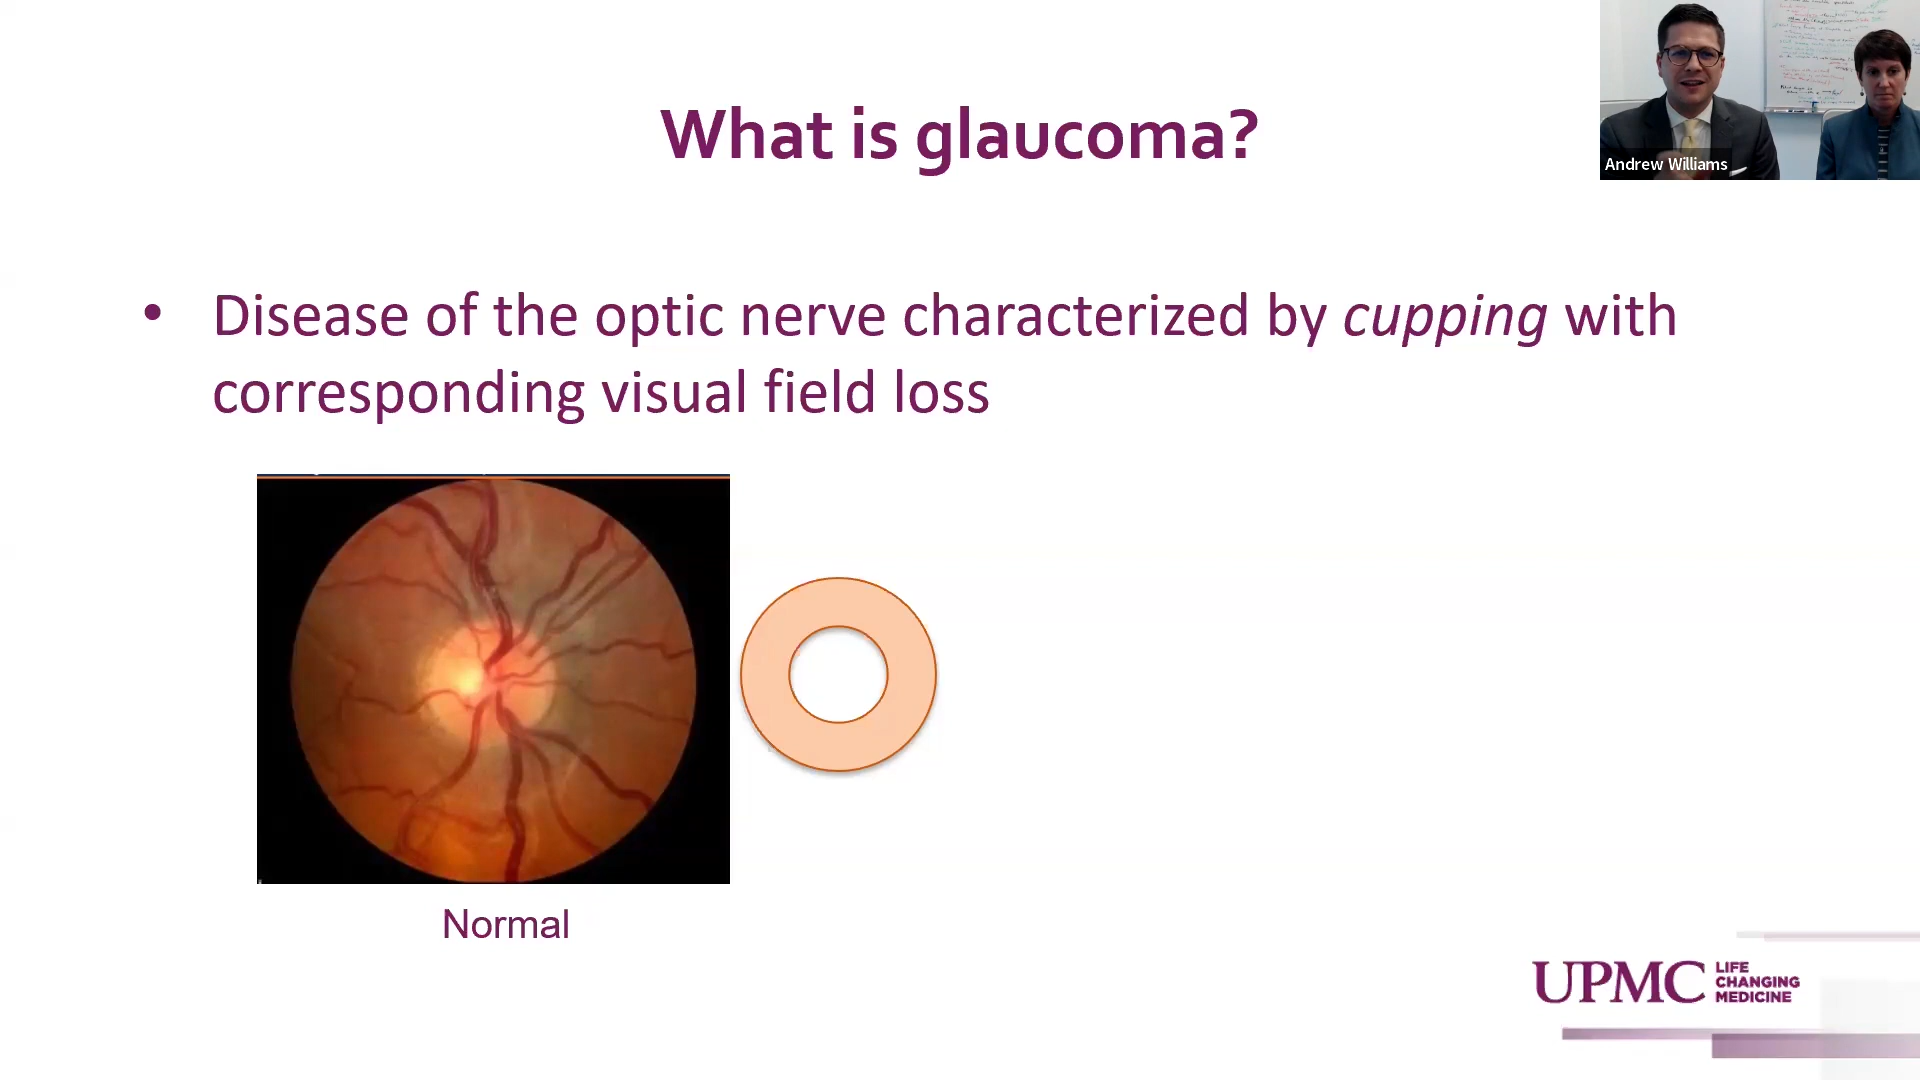 What is glaucoma?
Andrew Williams
• Disease of the optic nerve characterized by cupping with
corresponding visual field loss
Normal
UPMC LIFE
CHANGING
MEDICINE